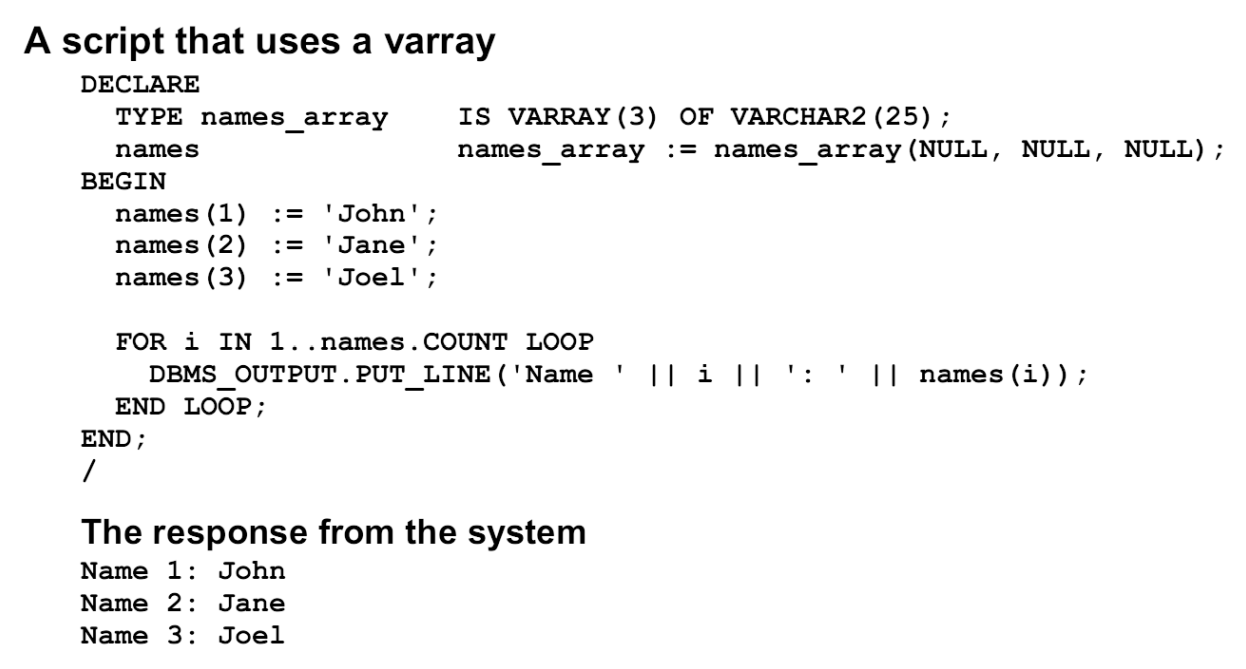 A script that uses a varray
DECLARE
TYPE names_array IS VARRAY(3) OF VARCHAR2(25);
names names_array := names_array(NULL, NULL, NULL);
BEGIN
names(1) := 'John';
names(2) := 'Jane';
names(3) := 'Joel';
FOR i IN 1..names.COUNT LOOP
DBMS_OUTPUT.PUT_LINE('Name ' || i || ': ' || names(i));
END LOOP;
END;
/
The response from the system
Name 1: John
Name 2: Jane
Name 3: Joel